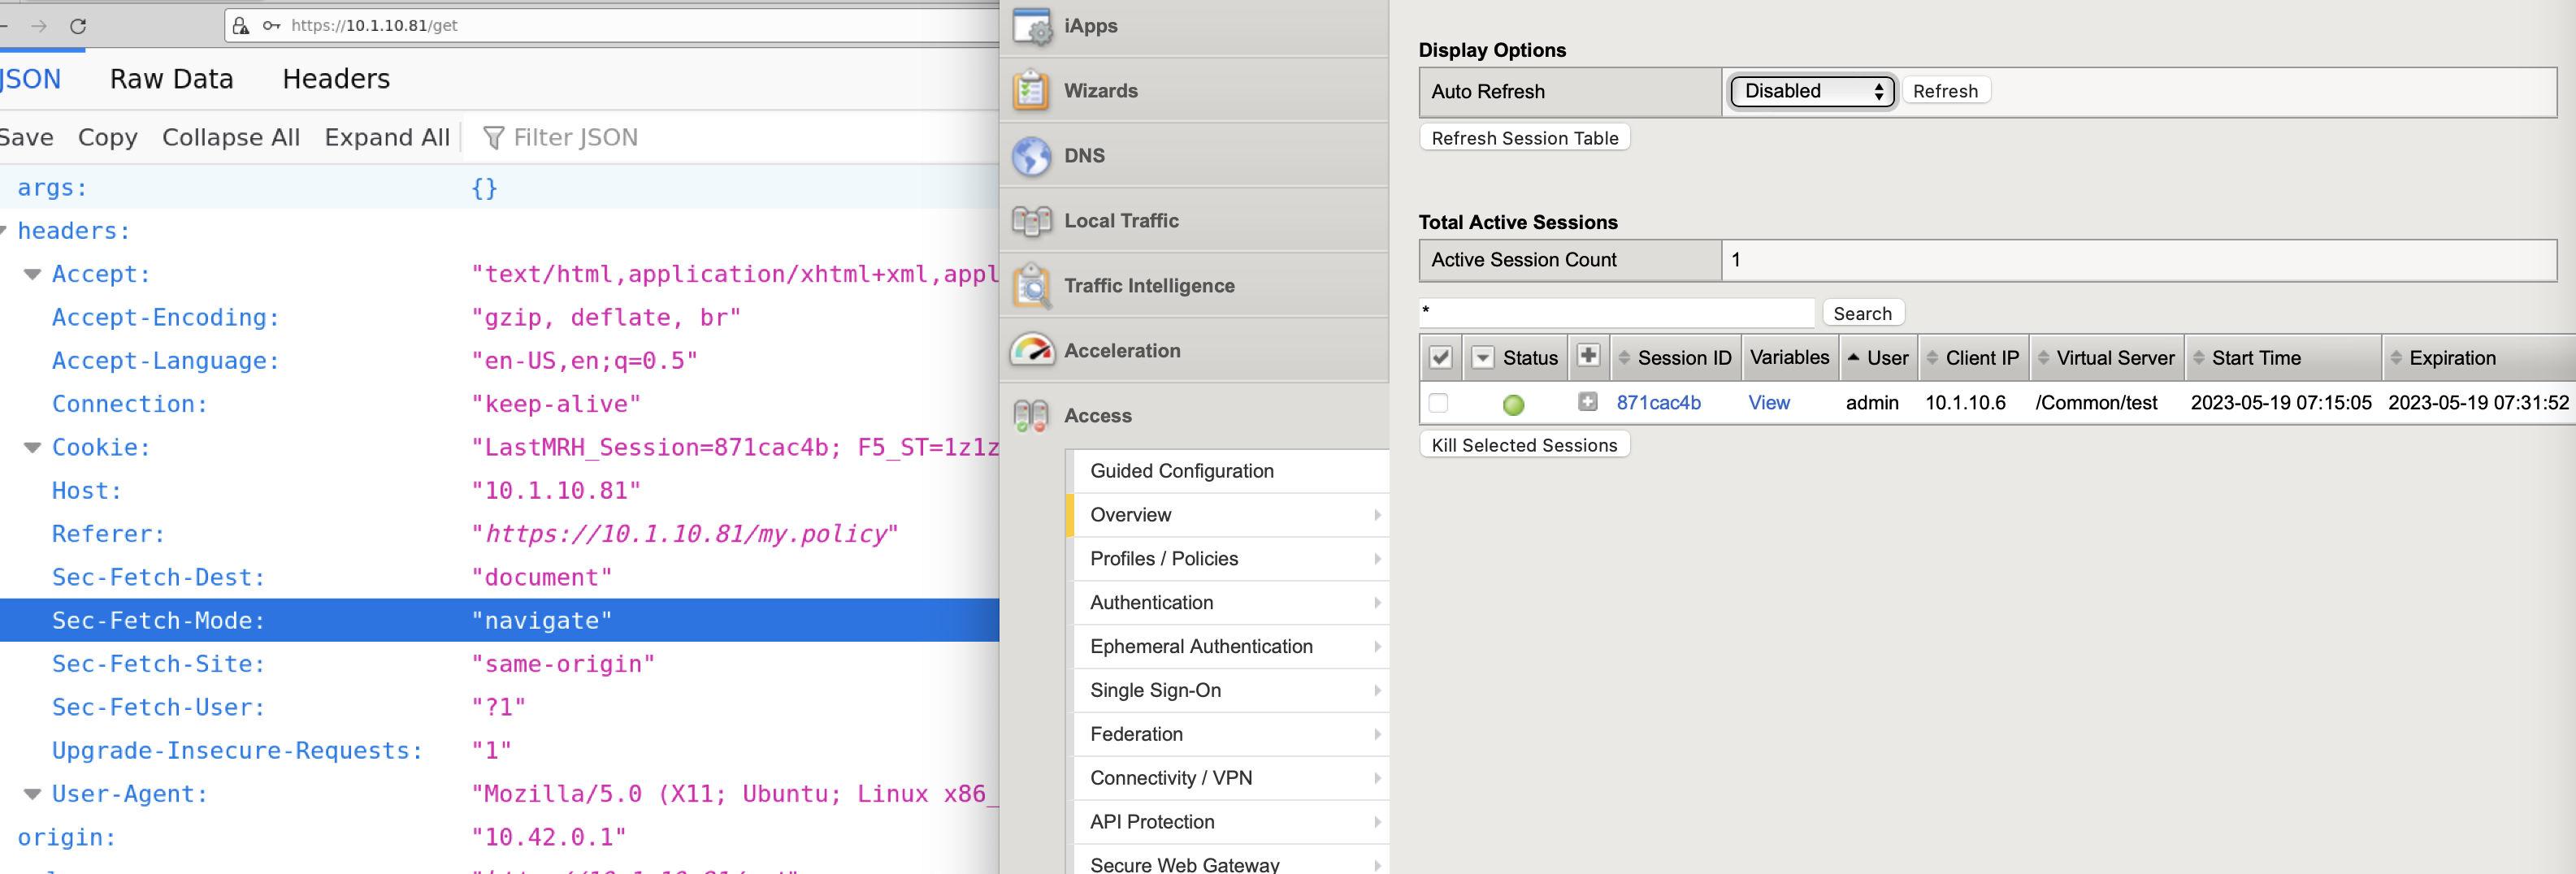 https://10.1.10.81/get
JSON Raw Data Headers
Save Copy Collapse All Expand All Filter JSON
args: {}
headers:
Accept: "text/html,application/xhtml+xml,appl
Accept-Encoding: "gzip, deflate, br"
Accept-Language: "en-US,en;q=0.5"
Connection: "keep-alive"
Cookie: "LastMRH_Session=871cac4b; F5_ST=1z1z
Host: "10.1.10.81"
Referer: "https://10.1.10.81/my.policy"
Sec-Fetch-Dest: "document"
Sec-Fetch-Mode: "navigate"
Sec-Fetch-Site: "same-origin"
Sec-Fetch-User: "?1"
Upgrade-Insecure-Requests: "1"
User-Agent: "Mozilla/5.0 (X11; Ubuntu; Linux x86_
origin: "10.42.0.1"
iApps
Wizards
DNS
Local Traffic
Traffic Intelligence
Acceleration
Access
Guided Configuration
Overview
Profiles / Policies
Authentication
Ephemeral Authentication
Single Sign-On
Federation
Connectivity / VPN
API Protection
Secure Web Gateway
Display Options
Auto Refresh Disabled Refresh
Refresh Session Table
Total Active Sessions
Active Session Count 1
* Search
Status Session ID Variables User Client IP Virtual Server Start Time Expiration
871cac4b View admin 10.1.10.6 /Common/test 2023-05-19 07:15:05 2023-05-19 07:31:52
Kill Selected Sessions